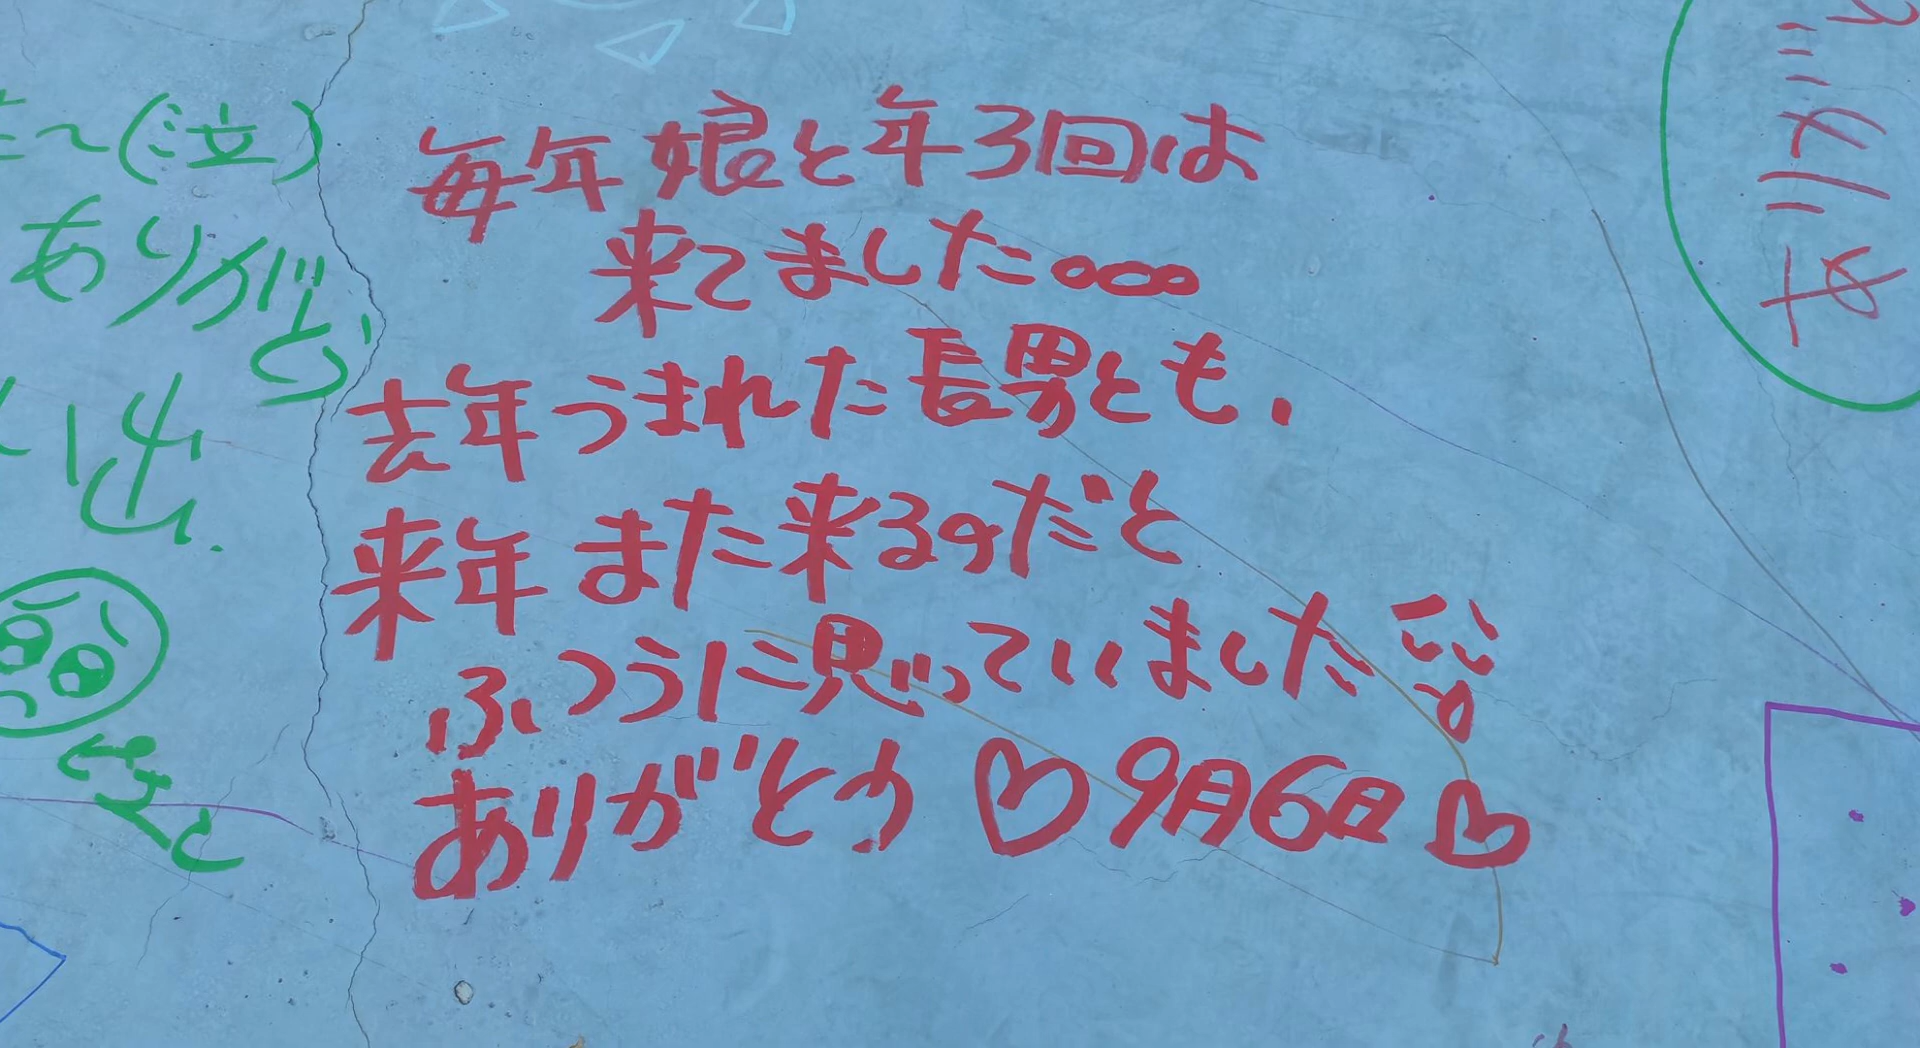 毎年娘と年3回は
来てました。。。
去年うまれた長男とも、
来年また来るのだと
ふつうに思っていました
ありがとう♡9月6日♡
(泣)
ありがとう
い出